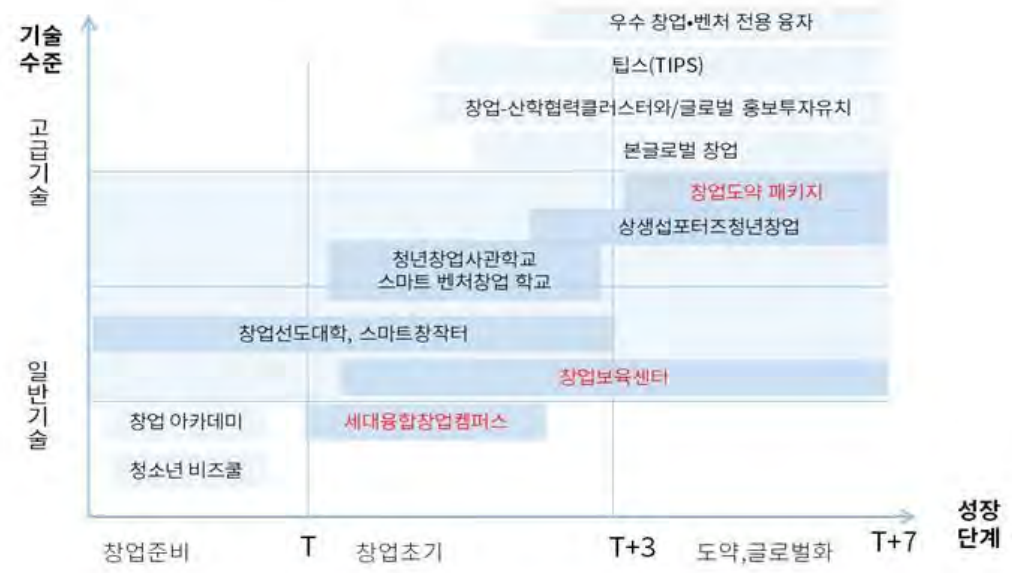 기술
수준
우수 창업•벤처 전용 융자
팁스(TIPS)
창업-산학협력클러스터와/글로벌 홍보투자유치
고급기술
본글로벌 창업
창업도약 패키지
상생섭포터즈청년창업
청년창업사관학교
스마트 벤처창업 학교
창업선도대학, 스마트창작터
일반기술
창업보육센터
창업 아카데미
세대융합창업켐퍼스
청소년 비즈쿨
성장
단계
창업준비
T
창업초기
T+3
도약,글로벌화
T+7